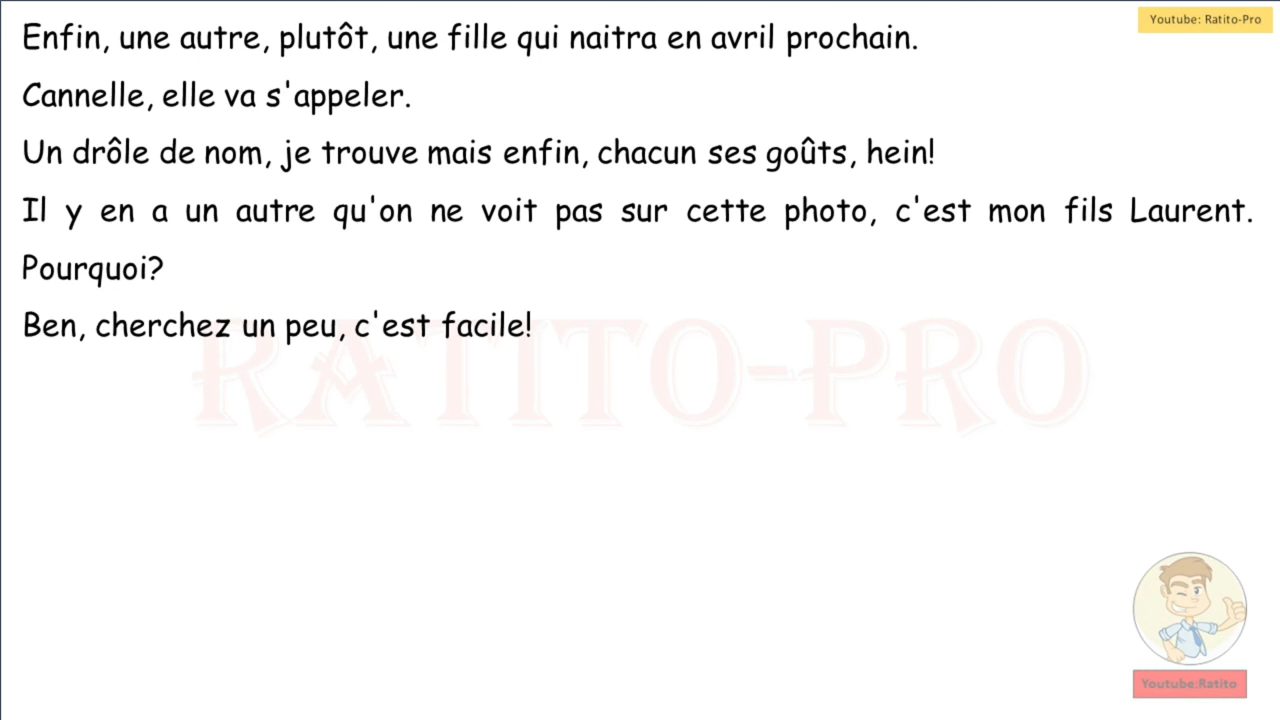 Youtube: Ratito-Pro
Enfin, une autre, plutôt, une fille qui naitra en avril prochain.
Cannelle, elle va s'appeler.
Un drôle de nom, je trouve mais enfin, chacun ses goûts, hein!
Il y en a un autre qu'on ne voit pas sur cette photo, c'est mon fils Laurent.
Pourquoi?
Ben, cherchez un peu, c'est facile!
RATITO-PRO
Youtube:Ratito